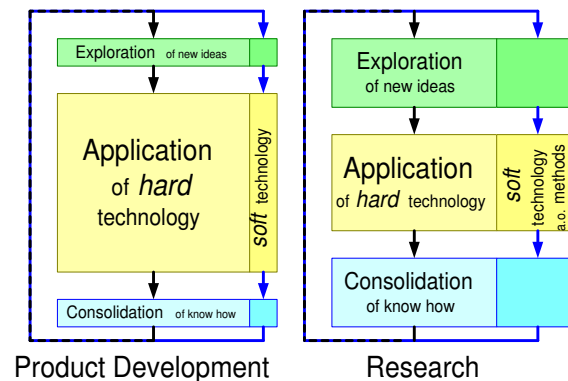 Exploration of new ideas
Application
of hard
technology
soft technology
Consolidation of know how
Product Development
Exploration
of new ideas
Application
of hard technology
soft
technology
a.o. methods
Consolidation
of know how
Research